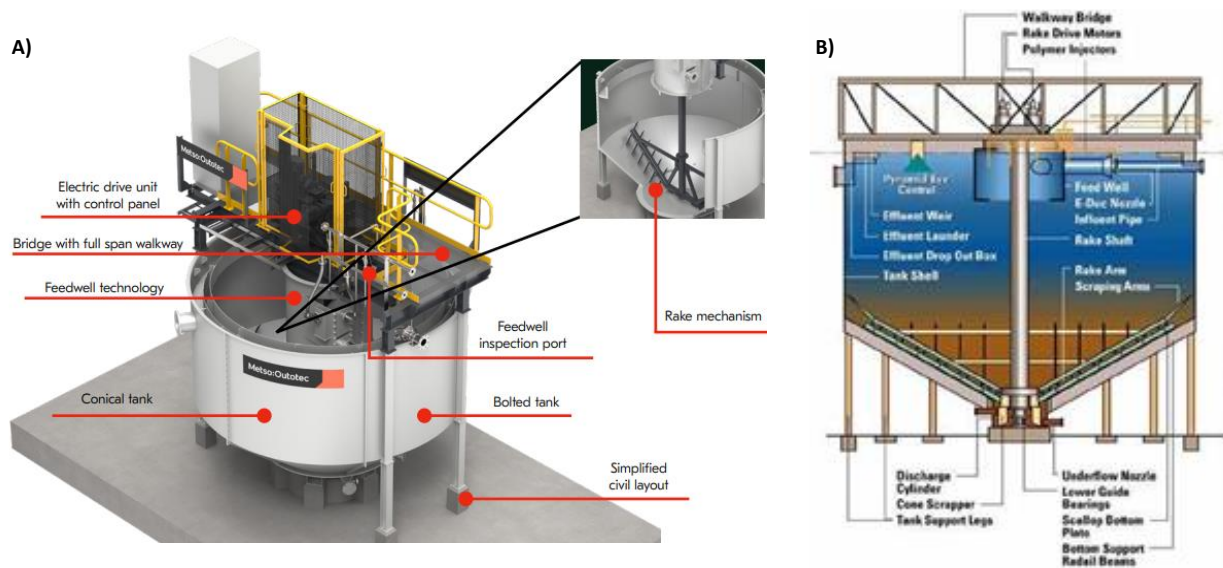 A)
Metso:Outotec
Electric drive unit
with control panel
Bridge with full span walkway
Feedwell technology
Feedwell
inspection port
Metso:Outotec
Conical tank
Bolted tank
Simplified
civil layout
Rake mechanism
B)
Walkway Bridge
Rake Drive Motors
Polymer Injectors
Pyramid Eye
Control
Effluent Weir
Effluent Launder
Effluent Drop Out Box
Tank Shell
Feed Well
E-Duc Nozzle
Influent Pipe
Rake Shaft
Rake Arm
Scraping Arms
Discharge
Cylinder
Cone Scrapper
Tank Support Legs
Underflow Nozzle
Lower Guide
Bearings
Scallop Bottom
Plate
Bottom Support
Radail Beams